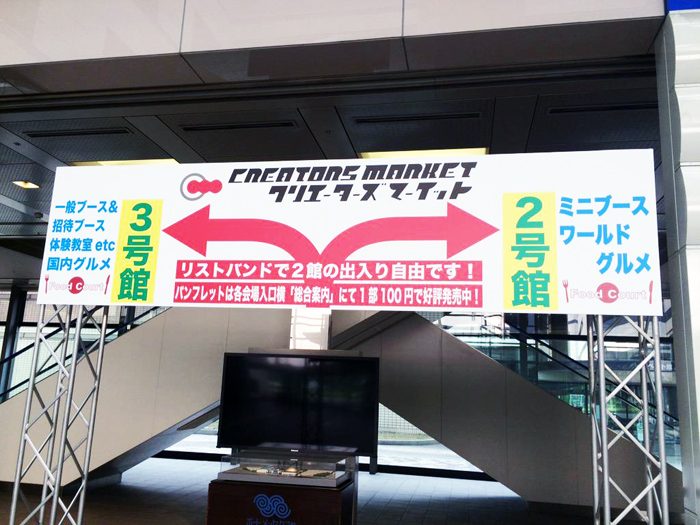 CREATORS MARKET
クリエーターズマーケット
一般ブース&
招待ブース
体験教室etc
国内グルメ
Food Court
3号館
2号館
ミニブース
ワールド
グルメ
Food Court
リストバンドで2館の出入り自由です!
パンフレットは各会場入口横「総合案内」にて1部100円で好評発売中!